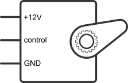 +12V
control
GND